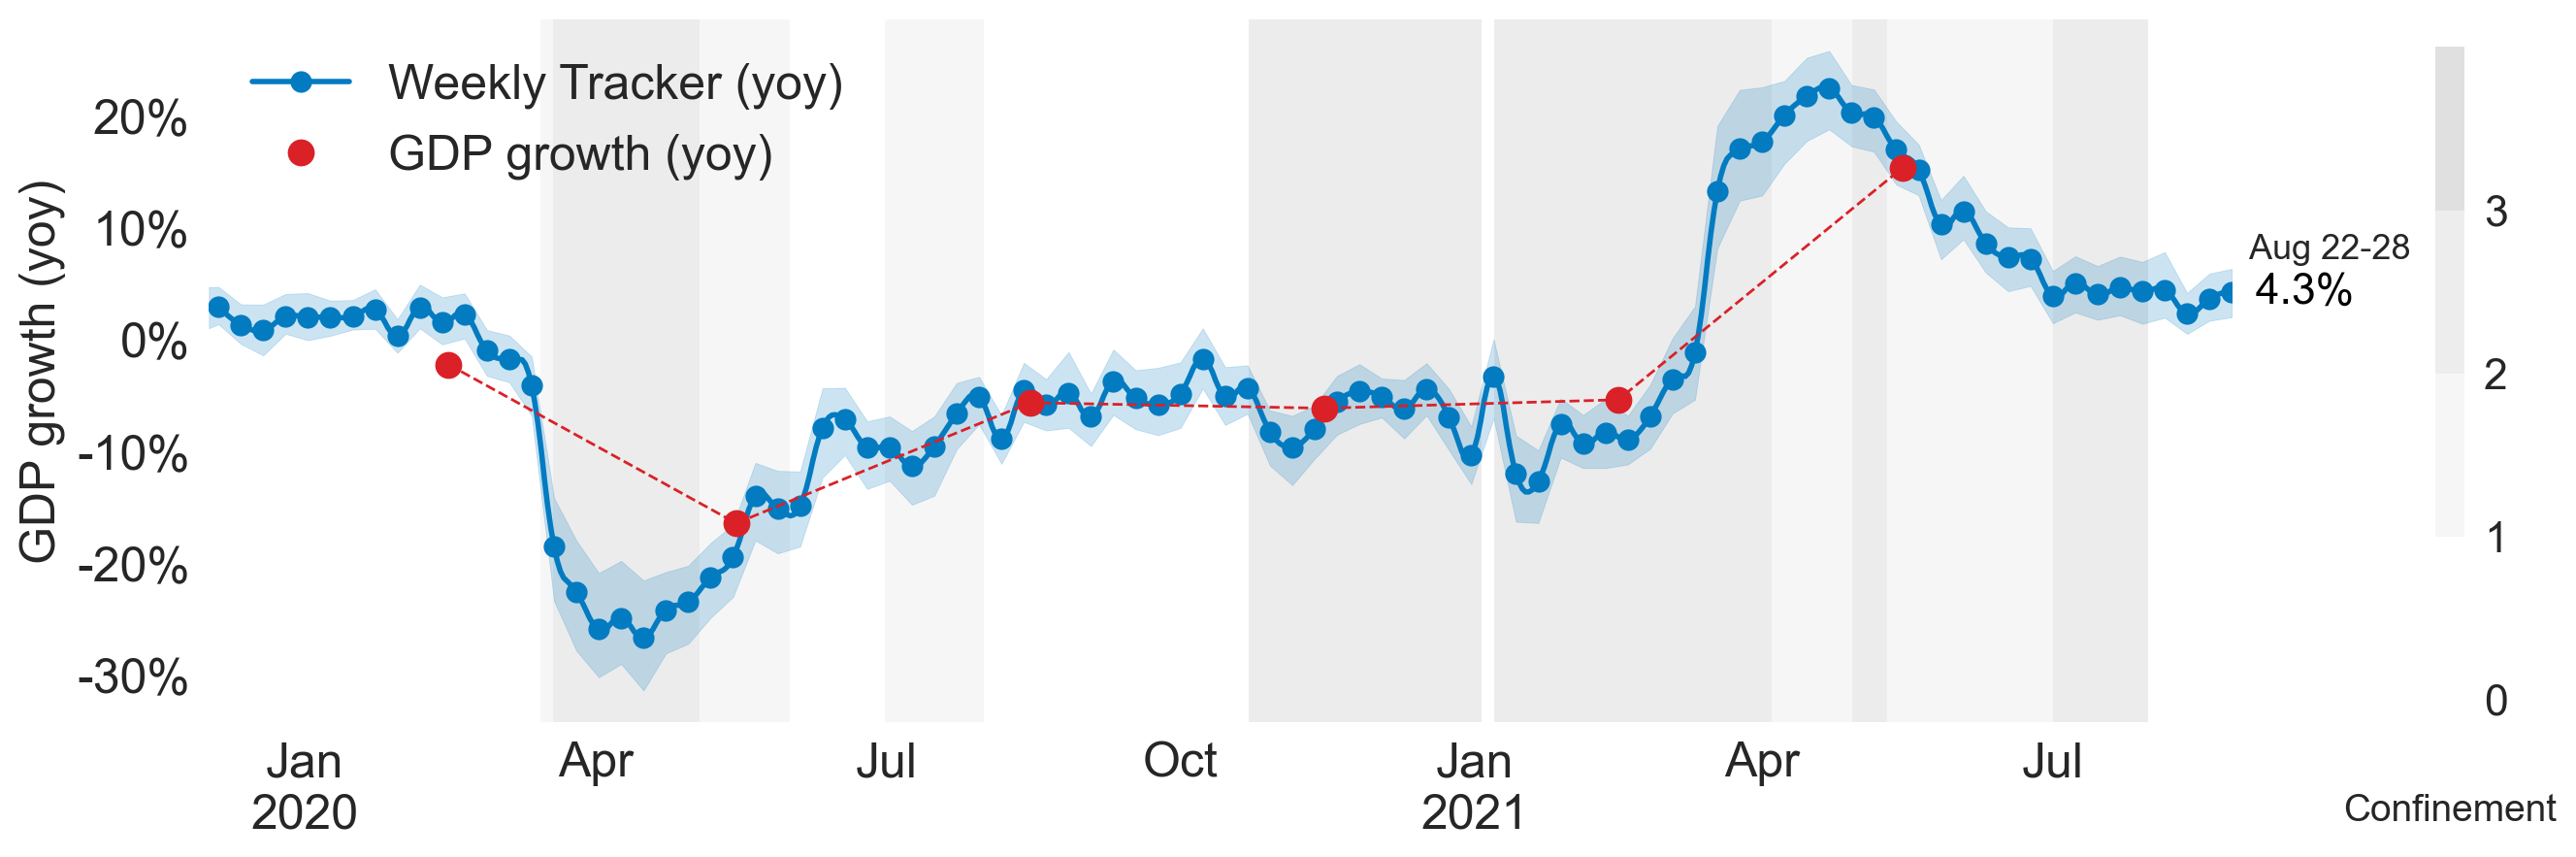 Weekly Tracker (yoy)
GDP growth (yoy)
GDP growth (yoy)
20%
10%
0%
-10%
-20%
-30%
Jan
2020
Apr
Jul
Oct
Jan
2021
Apr
Jul
Aug 22-28
4.3%
3
2
1
0
Confinement